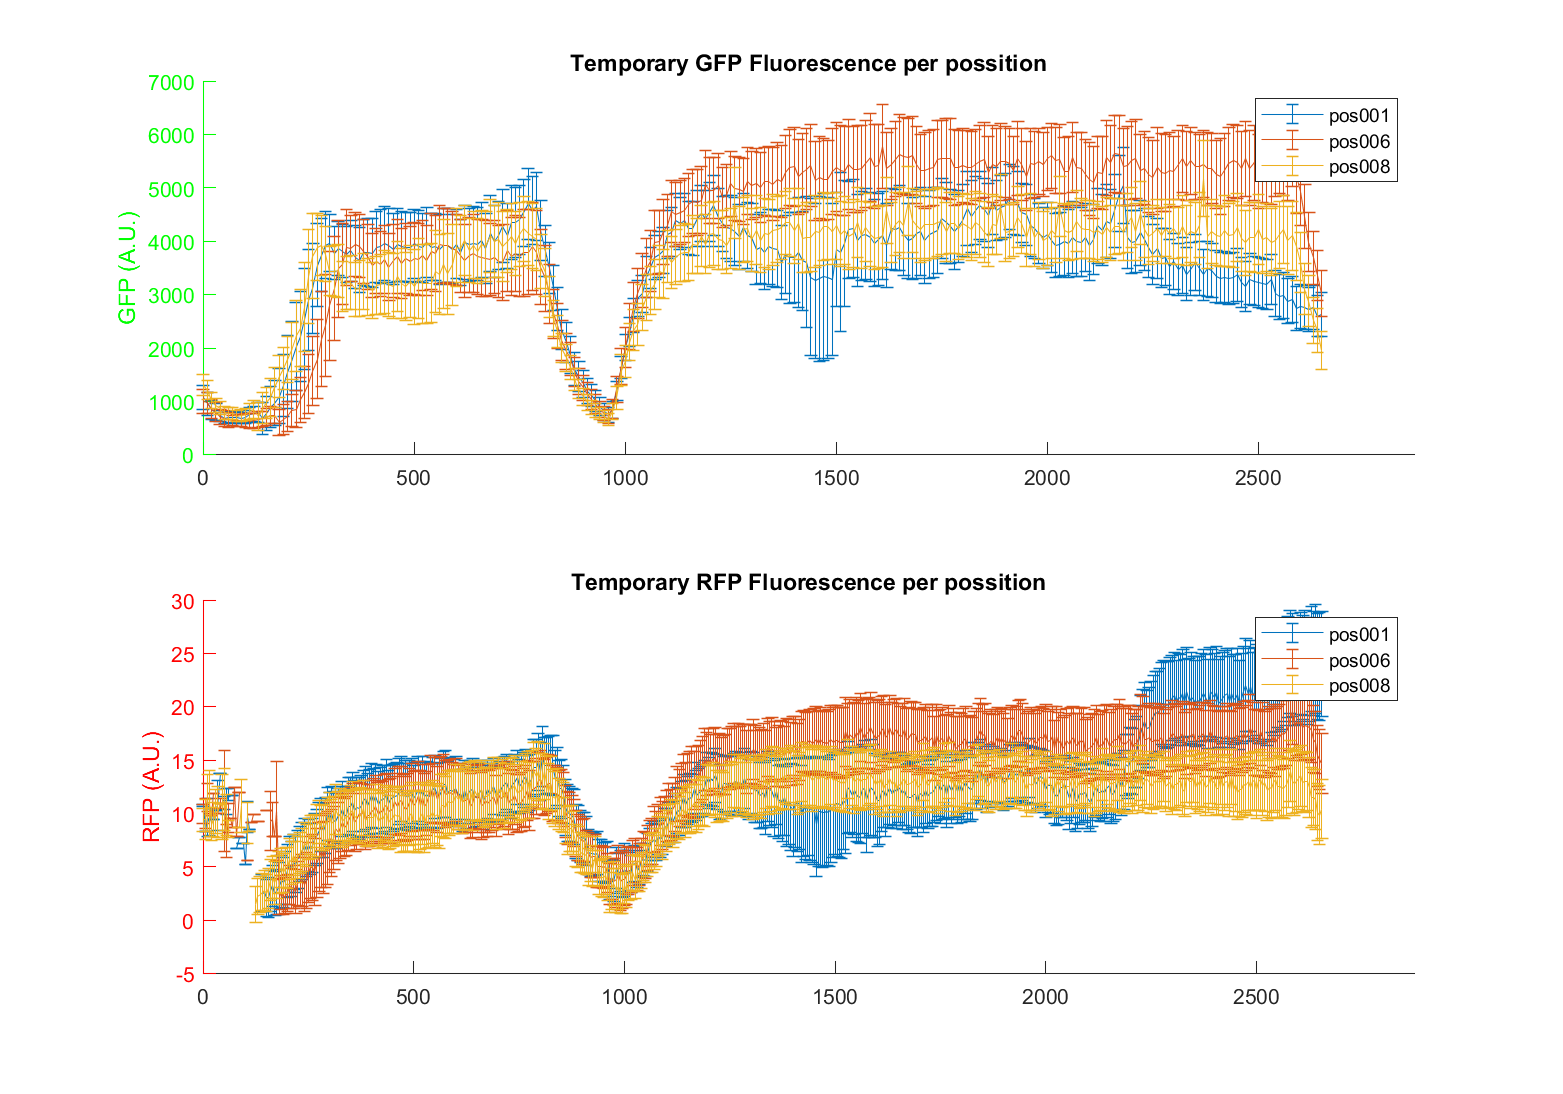 Temporary GFP Fluorescence per possition
7000
6000
5000
4000
3000
2000
1000
0
GFP (A.U.)
pos001
pos006
pos008
0 500 1000 1500 2000 2500
Temporary RFP Fluorescence per possition
30
25
20
15
10
5
0
-5
RFP (A.U.)
pos001
pos006
pos008
0 500 1000 1500 2000 2500